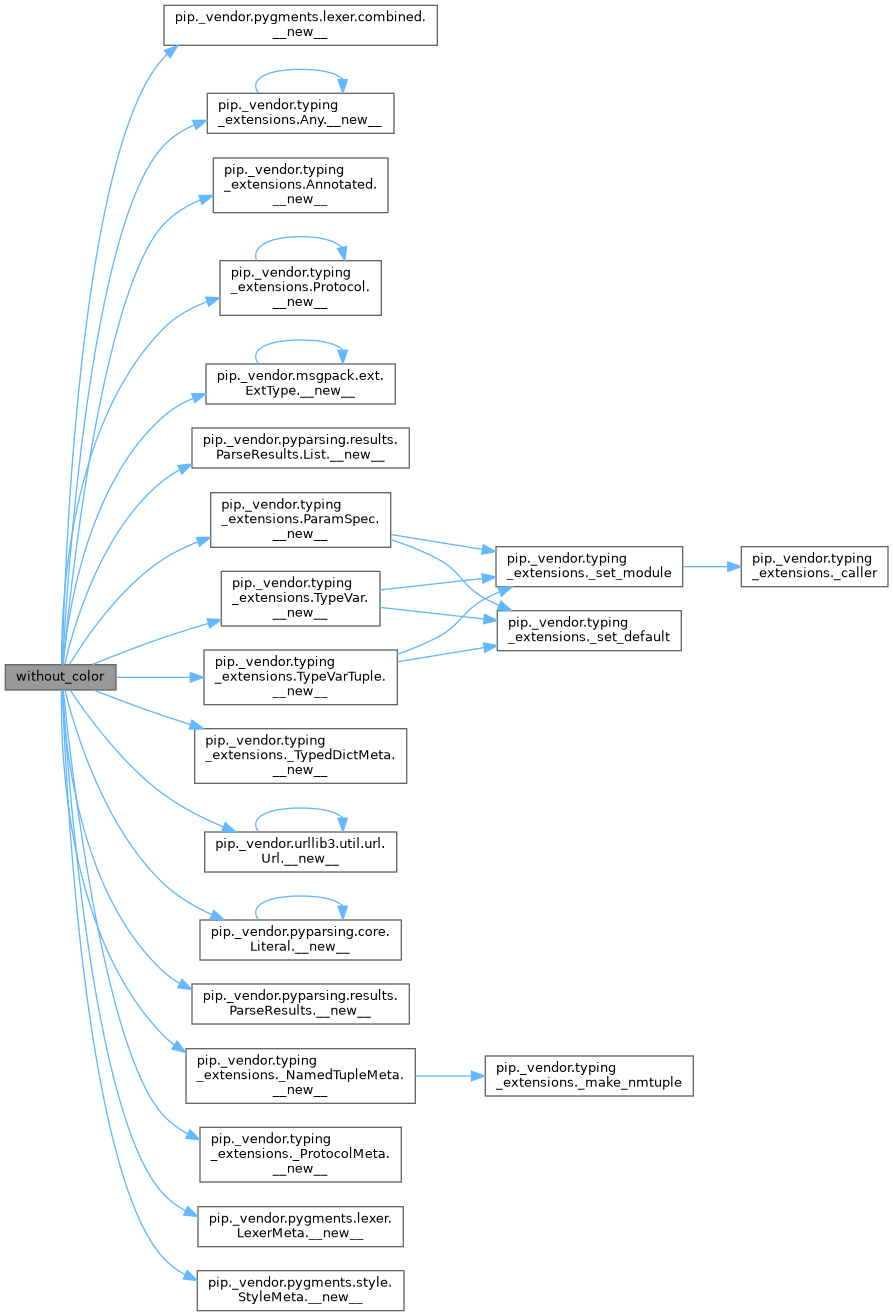 pip._vendor.pygments.lexer.combined.
__new__
pip._vendor.typing
_extensions.Any.__new__
pip._vendor.typing
_extensions.Annotated.
__new__
pip._vendor.typing
_extensions.Protocol.
__new__
pip._vendor.msgpack.ext.
ExtType.__new__
pip._vendor.pyparsing.results.
ParseResults.List.__new__
pip._vendor.typing
_extensions.ParamSpec.
__new__
pip._vendor.typing
_extensions._set_module
pip._vendor.typing
_extensions._caller
pip._vendor.typing
_extensions.TypeVar.
__new__
pip._vendor.typing
_extensions._set_default
without_color
pip._vendor.typing
_extensions.TypeVarTuple.
__new__
pip._vendor.typing
_extensions._TypedDictMeta.
__new__
pip._vendor.urllib3.util.url.
Url.__new__
pip._vendor.pyparsing.core.
Literal.__new__
pip._vendor.pyparsing.results.
ParseResults.__new__
pip._vendor.typing
_extensions._NamedTupleMeta.
__new__
pip._vendor.typing
_extensions._make_nmtuple
pip._vendor.typing
_extensions._ProtocolMeta.
__new__
pip._vendor.pygments.lexer.
LexerMeta.__new__
pip._vendor.pygments.style.
StyleMeta.__new__